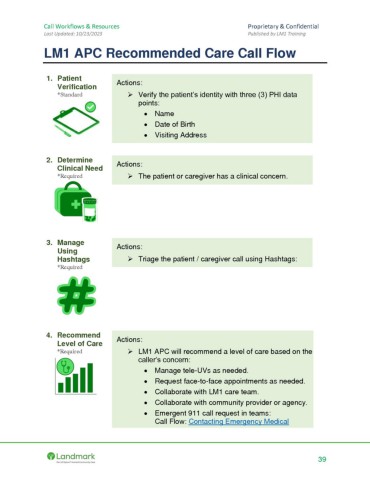 Call Workflows & Resources
Proprietary & Confidential
Last Updated: 10/23/2023
Published by LM1 Training
LM1 APC Recommended Care Call Flow
1. Patient
Verification
*Standard
Actions:
➢ Verify the patient's identity with three (3) PHI data
points:
• Name
• Date of Birth
• Visiting Address
2. Determine
Clinical Need
*Required
Actions:
➢ The patient or caregiver has a clinical concern.
3. Manage
Using
Hashtags
*Required
Actions:
➢ Triage the patient / caregiver call using Hashtags:
#
4. Recommend
Level of Care
*Required
Actions:
➢ LM1 APC will recommend a level of care based on the
caller's concern:
• Manage tele-UVs as needed.
• Request face-to-face appointments as needed.
• Collaborate with LM1 care team.
• Collaborate with community provider or agency.
• Emergent 911 call request in teams:
Call Flow: Contacting Emergency Medical
Landmark
39